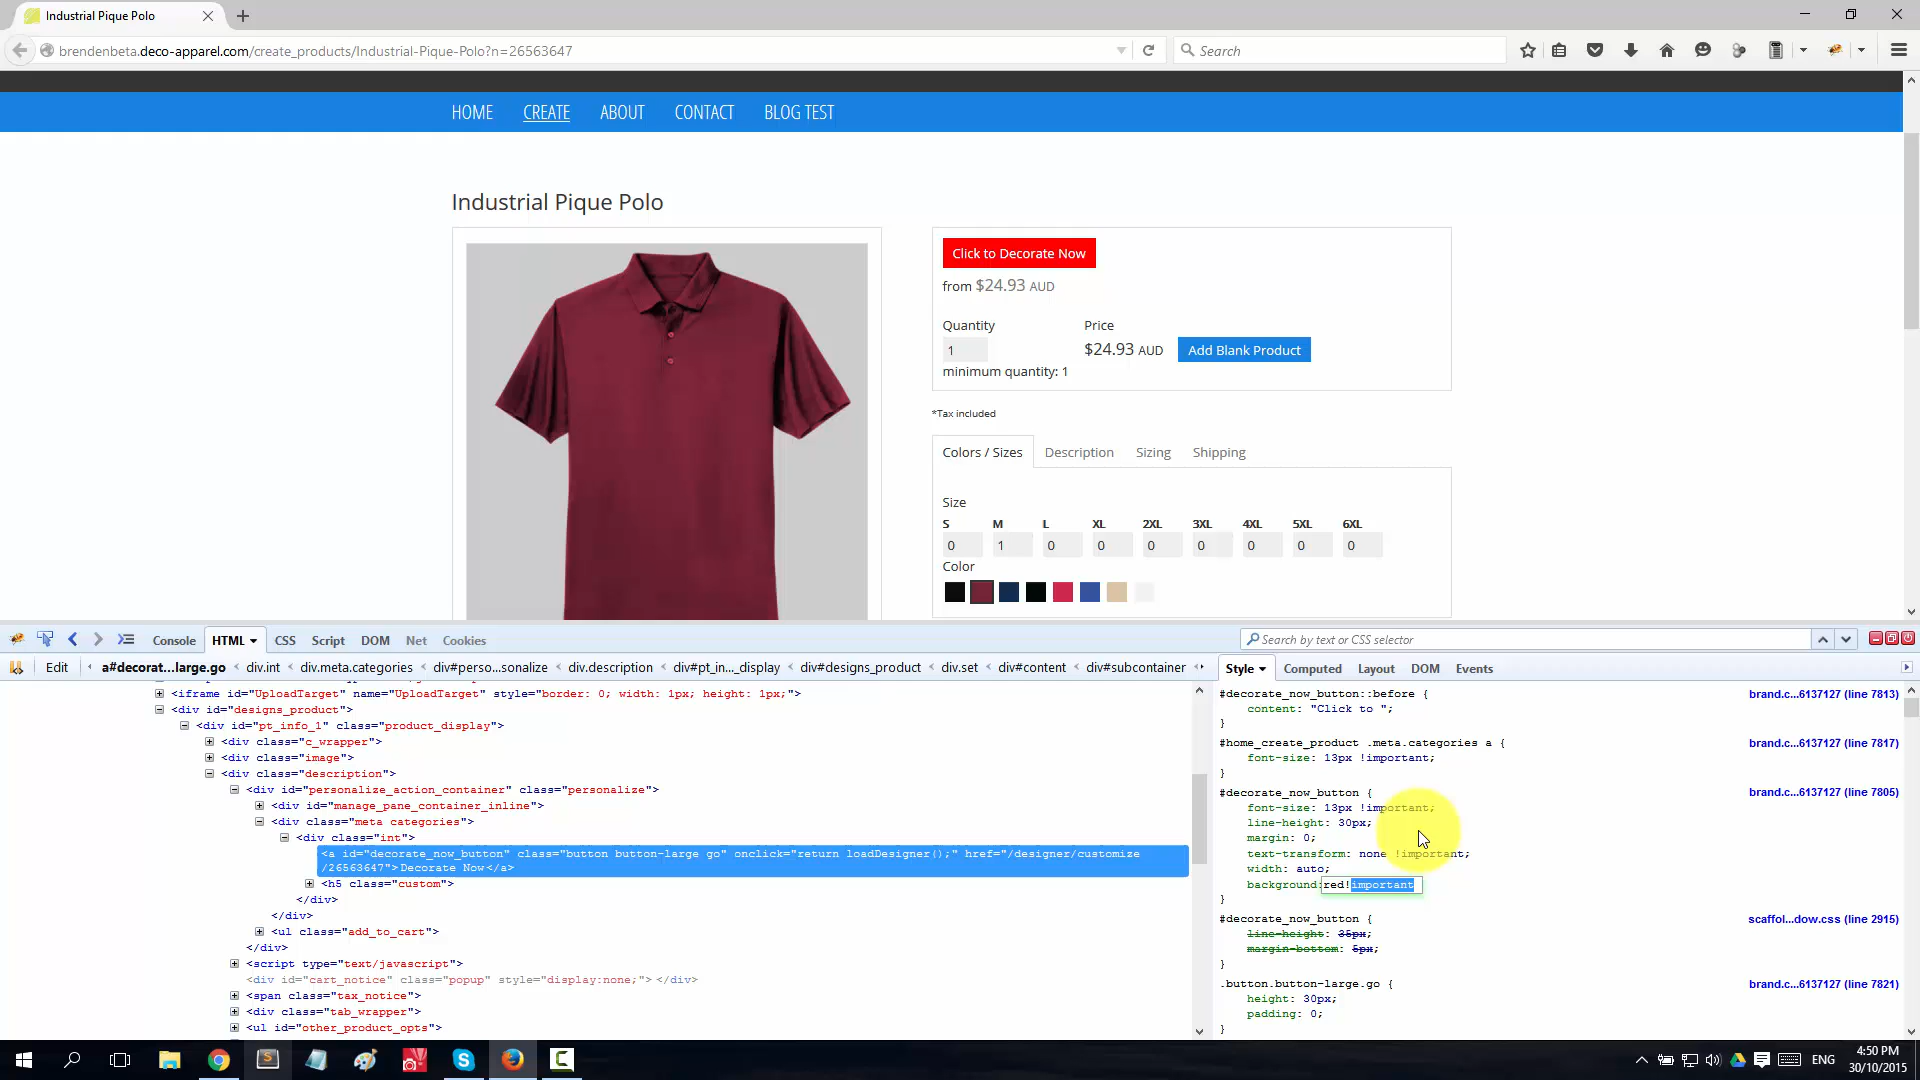 Industrial Pique Polo
brendenbeta.deco-apparel.com/create_products/Industrial-Pique-Polo?n=26563647
Search
HOME CREATE ABOUT CONTACT BLOG TEST
Industrial Pique Polo
Click to Decorate Now
from $24.93 AUD
Quantity Price
1 $24.93 AUD Add Blank Product
minimum quantity: 1
*Tax included
Colors / Sizes Description Sizing Shipping
Size
S M L XL 2XL 3XL 4XL 5XL 6XL
0 1 0 0 0 0 0 0 0
Color
Console HTML CSS Script DOM Net Cookies
Search by text or CSS selector
Edit a#decorat...large.go < div.int < div.meta.categories < div#perso...sonalize < div.description < div#pt_in..._display < div#designs_product < div.set < div#content < div#subcontainer
Style Computed Layout DOM Events
<iframe id="UploadTarget" name="UploadTarget" style="border: 0; width: 1px; height: 1px;">
<div id="designs_product">
<div id="pt_info_1" class="product_display">
<div class="c_wrapper">
<div class="image">
<div class="description">
<div id="personalize_action_container" class="personalize">
<div id="manage_pane_container_inline">
<div class="meta categories">
<div class="int">
<a id="decorate_now_button" class="button button-large go" onclick="return loadDesigner();" href="/designer/customize
/26563647">Decorate Now</a>
<h5 class="custom">
</div>
</div>
<ul class="add_to_cart">
</div>
<script type="text/javascript">
<div id="cart_notice" class="popup" style="display:none;"> </div>
<span class="tax_notice">
<div class="tab_wrapper">
<ul id="other_product_opts">
#decorate_now_button::before { brand.c...6137127 (line 7813)
content: "Click to ";
}
#home_create_product .meta.categories a { brand.c...6137127 (line 7817)
font-size: 13px !important;
}
#decorate_now_button { brand.c...6137127 (line 7805)
font-size: 13px !important;
line-height: 30px;
margin: 0;
text-transform: none !important;
width: auto;
background:red!important
}
#decorate_now_button { scaffol...dow.css (line 2915)
line-height: 35px;
margin-bottom: 5px;
}
.button.button-large.go { brand.c...6137127 (line 7821)
height: 30px;
padding: 0;
}
ENG
4:50 PM
30/10/2015